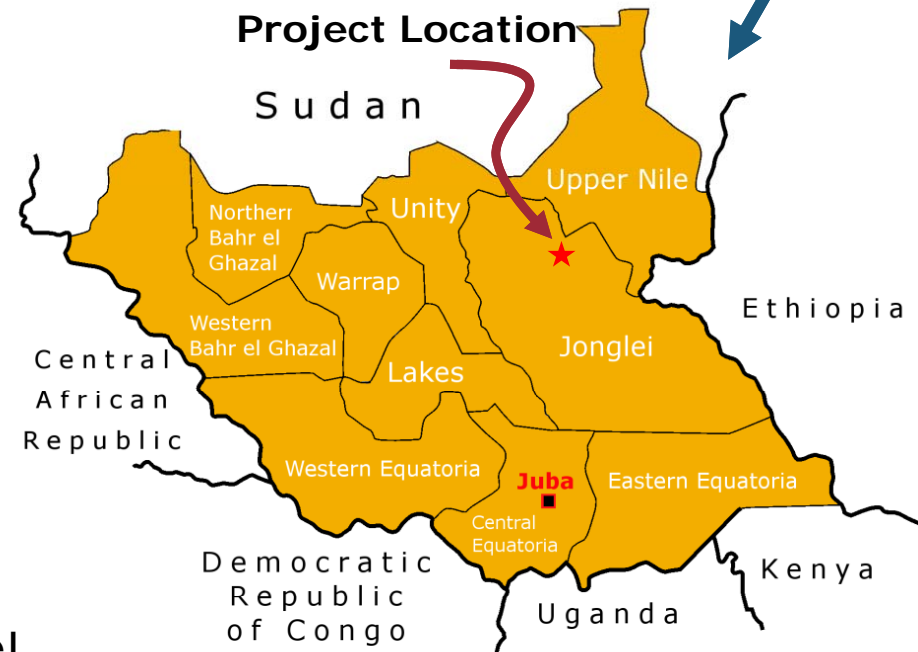 Project Location
Sudan
Upper Nile
Unity
Northern
Bahr el
Ghazal
Warrap
Ethiopia
Western
Bahr el Ghazal
Jonglei
Central
African
Republic
Lakes
Western Equatoria
Juba
Eastern Equatoria
Central
Equatoria
Democratic
Republic
of Congo
Kenya
Uganda